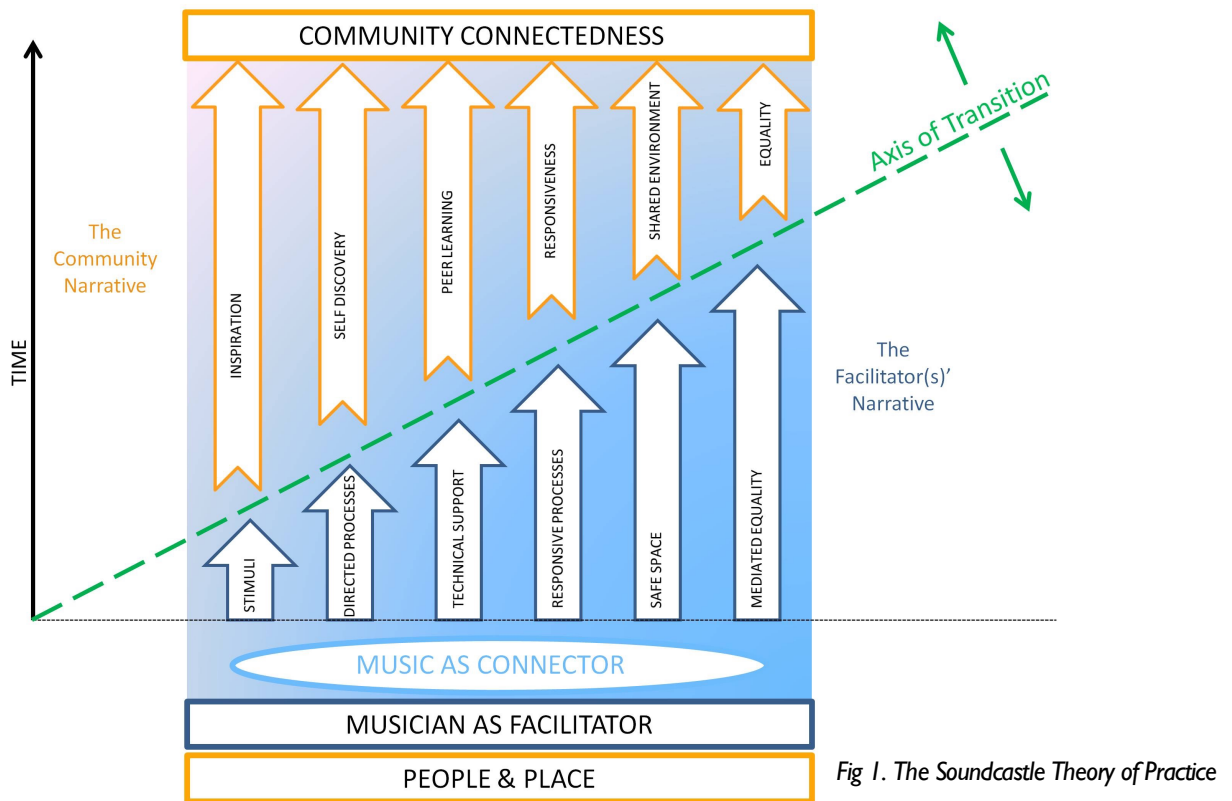 COMMUNITY CONNECTEDNESS
Axis of Transition
TIME
The
Community
Narrative
INSPIRATION
SELF DISCOVERY
PEER LEARNING
RESPONSIVENESS
SHARED ENVIRONMENT
EQUALITY
The
Facilitator(s)’
Narrative
STIMULI
DIRECTED PROCESSES
TECHNICAL SUPPORT
RESPONSIVE PROCESSES
SAFE SPACE
MEDIATED EQUALITY
MUSIC AS CONNECTOR
MUSICIAN AS FACILITATOR
PEOPLE & PLACE
Fig 1. The Soundcastle Theory of Practice